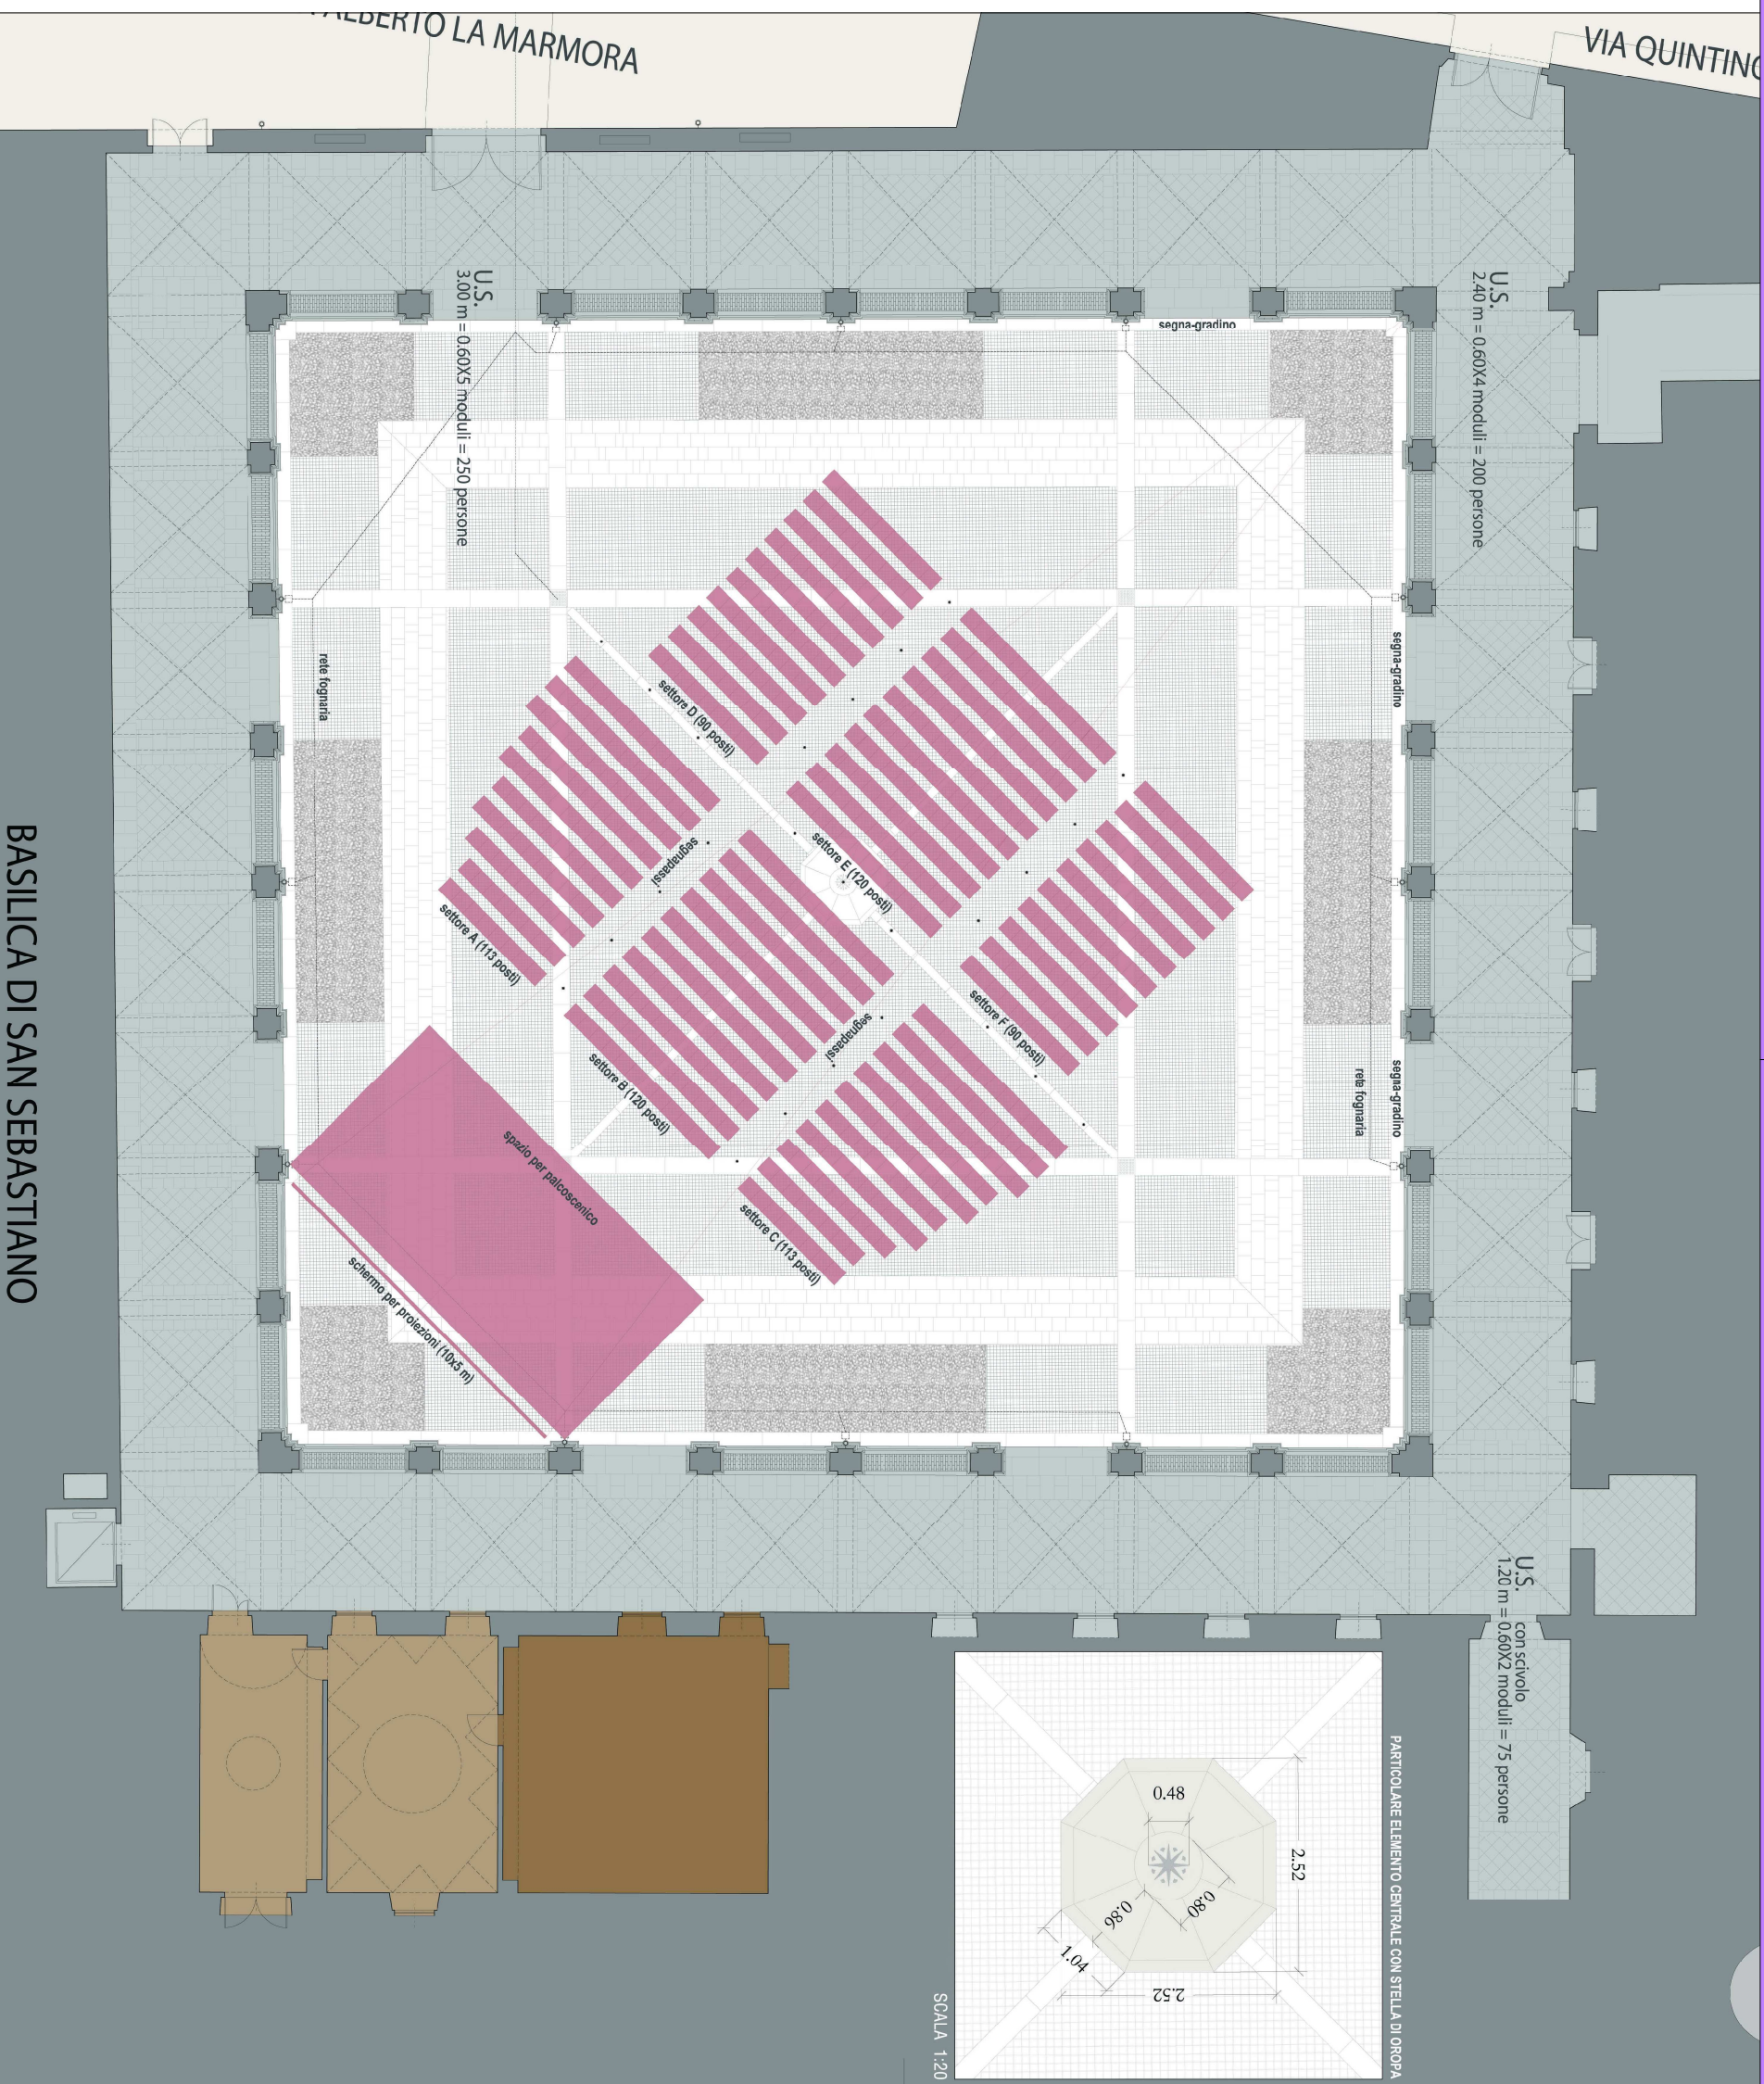 ALBERTO LA MARMORA
VIA QUINTINO
U.S.
3.00 m = 0.60X5 moduli = 250 persone
U.S.
2.40 m = 0.60X4 moduli = 200 persone
segna-gradino
segna-gradino
segna-gradino
rete fognaria
rete fognaria
settore D (90 posti)
settore E (120 posti)
settore F (90 posti)
segnapassi
segnapassi
settore A (113 posti)
settore B (120 posti)
settore C (113 posti)
spazio per palcoscenico
schermo per proiezioni (10x5 m)
BASILICA DI SAN SEBASTIANO
U.S. con scivolo
1.20 m = 0.60X2 moduli = 75 persone
PARTICOLARE ELEMENTO CENTRALE CON STELLA DI OROPA
0.48
2.52
0.80
0.86
1.04
2.52
SCALA 1:20